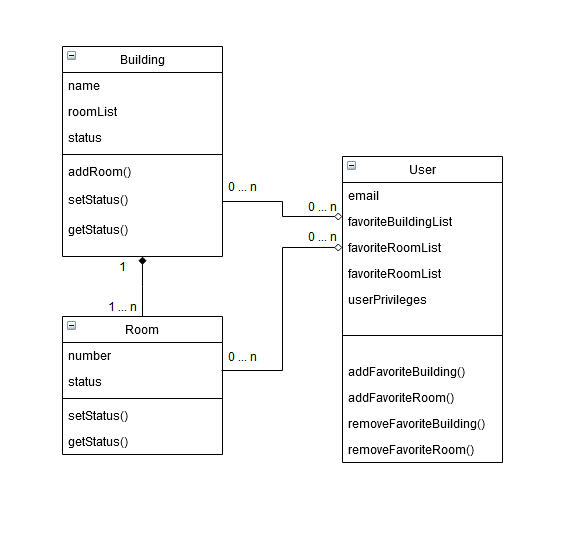 Building
name
roomList
status
addRoom()
setStatus()
getStatus()
0 ... n
1
1 ... n
Room
number
status
setStatus()
getStatus()
0 ... n
0 ... n
0 ... n
User
email
favoriteBuildingList
favoriteRoomList
favoriteRoomList
userPrivileges
addFavoriteBuilding()
addFavoriteRoom()
removeFavoriteBuilding()
removeFavoriteRoom()